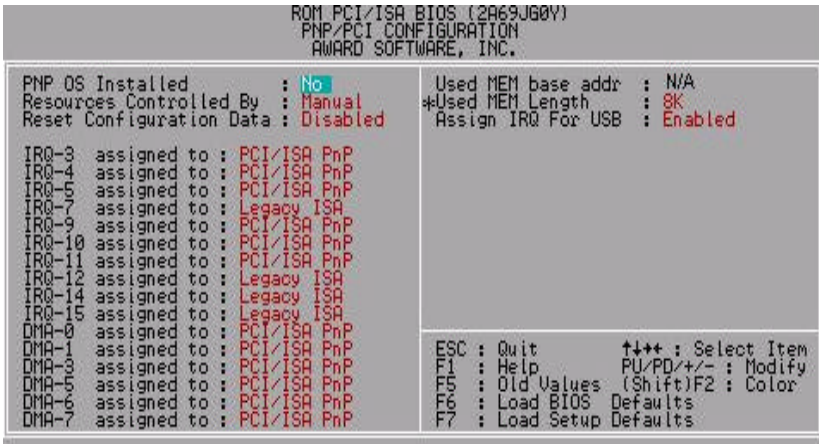 ROM PCI/ISA BIOS (2A69JG0Y)
PNP/PCI CONFIGURATION
AWARD SOFTWARE, INC.
PNP OS Installed : No
Resources Controlled By : Manual
Reset Configuration Data : Disabled
IRQ-3 assigned to : PCI/ISA PnP
IRQ-4 assigned to : PCI/ISA PnP
IRQ-5 assigned to : PCI/ISA PnP
IRQ-7 assigned to : Legacy ISA
IRQ-9 assigned to : PCI/ISA PnP
IRQ-10 assigned to : PCI/ISA PnP
IRQ-11 assigned to : PCI/ISA PnP
IRQ-12 assigned to : Legacy ISA
IRQ-14 assigned to : Legacy ISA
IRQ-15 assigned to : Legacy ISA
DMA-0 assigned to : PCI/ISA PnP
DMA-1 assigned to : PCI/ISA PnP
DMA-3 assigned to : PCI/ISA PnP
DMA-5 assigned to : PCI/ISA PnP
DMA-6 assigned to : PCI/ISA PnP
DMA-7 assigned to : PCI/ISA PnP
Used MEM base addr : N/A
*Used MEM Length : 8K
Assign IRQ For USB : Enabled
ESC : Quit ↑↓→← : Select Item
F1 : Help PU/PD/+/- : Modify
F5 : Old Values (Shift)F2 : Color
F6 : Load BIOS Defaults
F7 : Load Setup Defaults